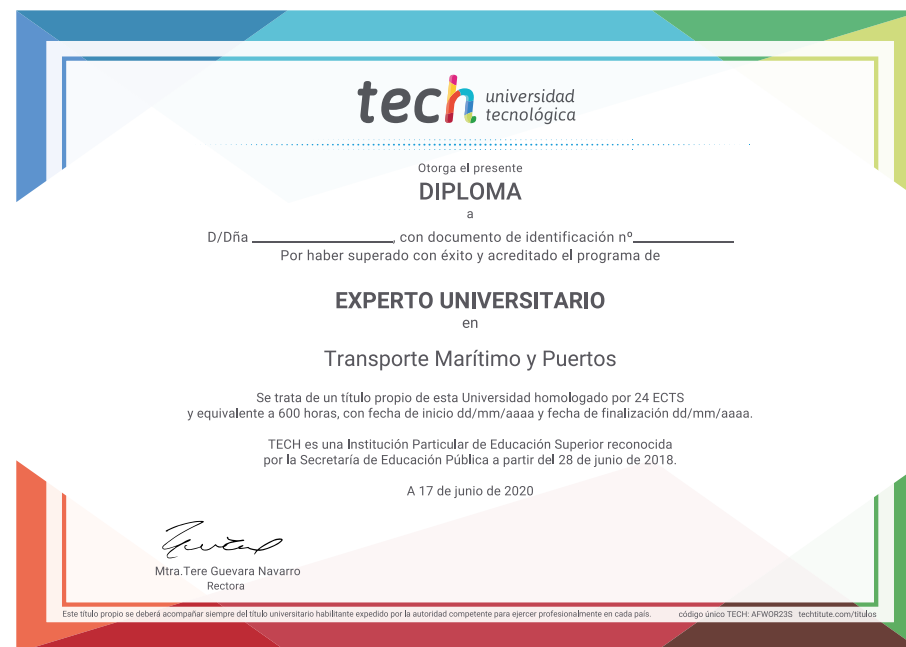 tech universidad
tecnológica
Otorga el presente
DIPLOMA
a
D/Dña ____________________, con documento de identificación nº______________
Por haber superado con éxito y acreditado el programa de
EXPERTO UNIVERSITARIO
en
Transporte Marítimo y Puertos
Se trata de un título propio de esta Universidad homologado por 24 ECTS
y equivalente a 600 horas, con fecha de inicio dd/mm/aaaa y fecha de finalización dd/mm/aaaa.
TECH es una Institución Particular de Educación Superior reconocida
por la Secretaría de Educación Pública a partir del 28 de junio de 2018.
A 17 de junio de 2020
Mtra.Tere Guevara Navarro
Rectora
Este título propio se deberá acompañar siempre del título universitario habilitante expedido por la autoridad competente para ejercer profesionalmente en cada país. código único TECH: AFWOR23S techtitute.com/titulos